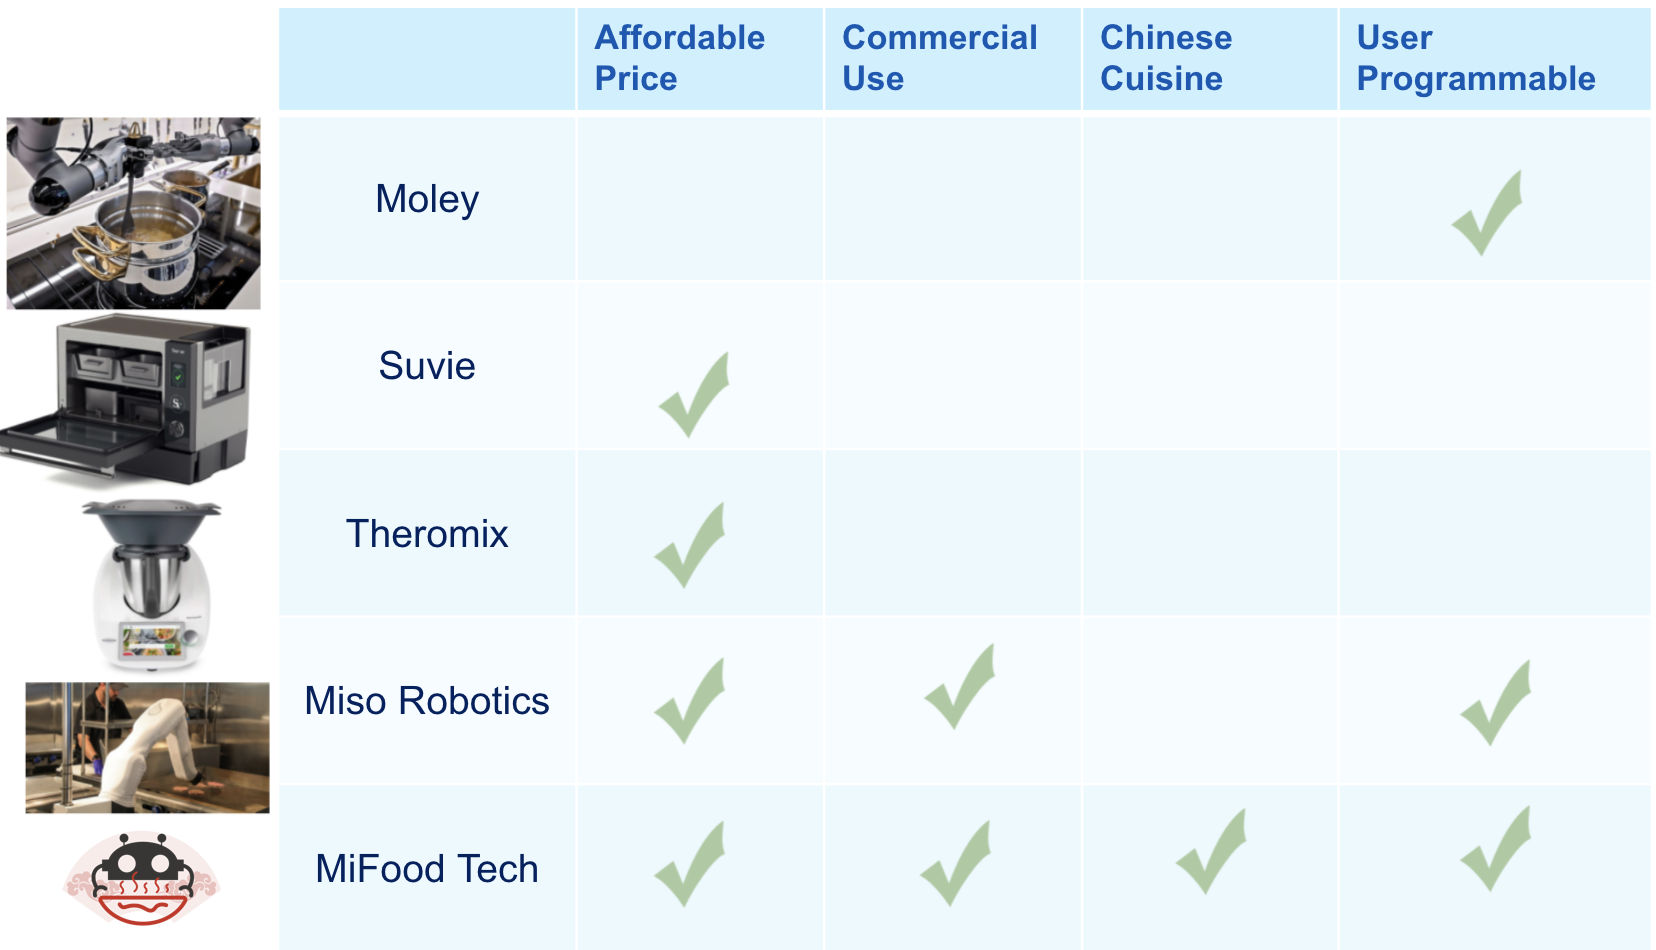 Affordable
Price
Commercial
Use
Chinese
Cuisine
User
Programmable
Moley
Suvie
Theromix
Miso Robotics
MiFood Tech